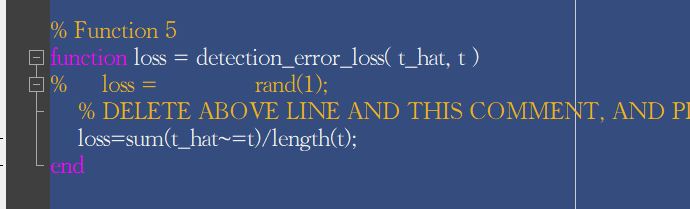 % Function 5
function loss = detection_error_loss( t_hat, t )
% loss = rand(1);
% DELETE ABOVE LINE AND THIS COMMENT, AND
loss=sum(t_hat~=t)/length(t);
end